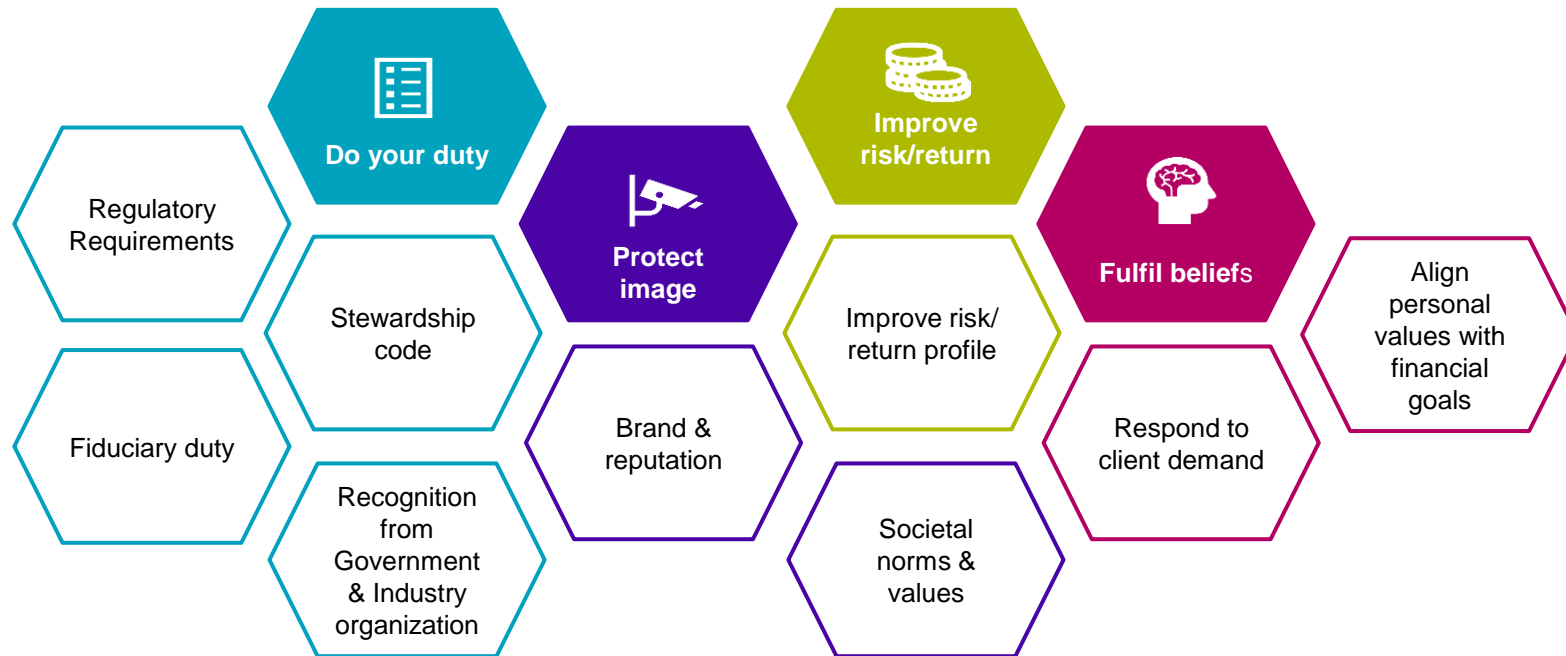 Do your duty
Improve
risk/return
Regulatory
Requirements
Protect
image
Fulfil beliefs
Stewardship
code
Improve risk/
return profile
Align
personal
values with
financial
goals
Fiduciary duty
Brand &
reputation
Respond to
client demand
Recognition
from
Government
& Industry
organization
Societal
norms &
values